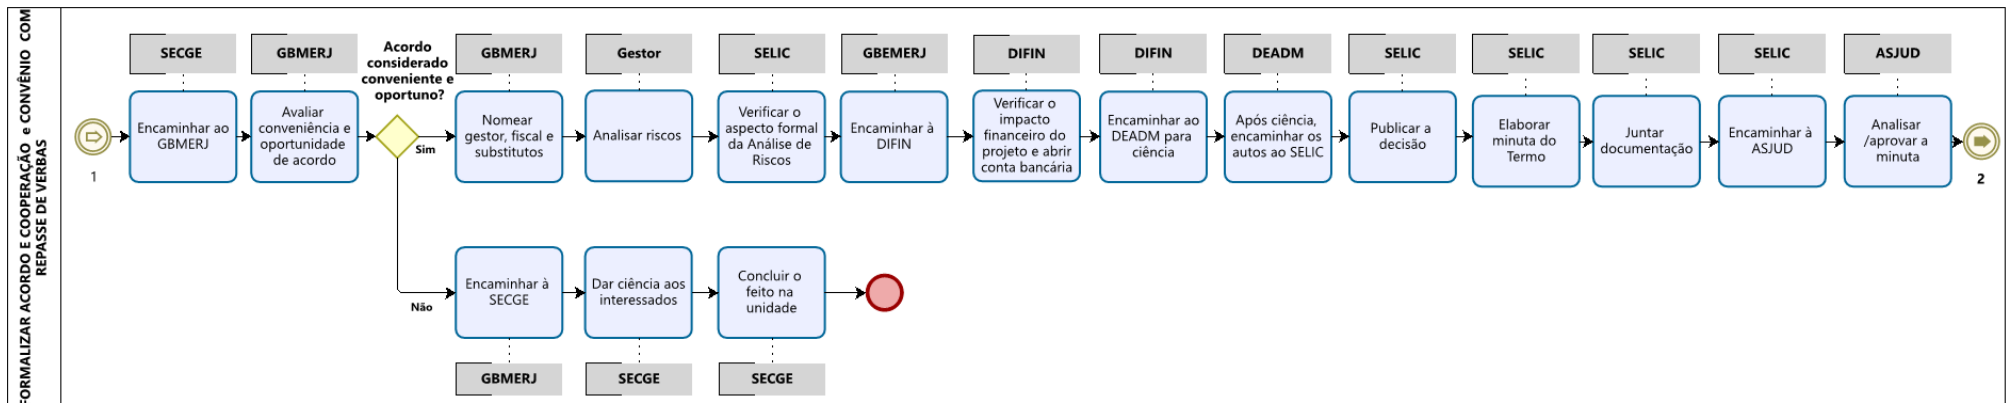 FORMALIZAR ACORDO E COOPERAÇÃO e CONVÊNIO COM
REPASSE DE VERBAS
1
SECGE
Encaminhar ao
GBMERJ
GBMERJ
Avaliar
conveniência e
oportunidade
de acordo
Acordo
considerado
conveniente e
oportuno?
Sim
GBMERJ
Nomear
gestor, fiscal e
substitutos
Gestor
Analisar riscos
SELIC
Verificar o
aspecto formal
da Análise de
Riscos
GBEMERJ
Encaminhar à
DIFIN
DIFIN
Verificar o
impacto
financeiro do
projeto e abrir
conta bancária
DIFIN
Encaminhar ao
DEADM para
ciência
DEADM
Após ciência,
encaminhar os
autos ao SELIC
SELIC
Publicar a
decisão
SELIC
Elaborar
minuta do
Termo
SELIC
Juntar
documentação
SELIC
Encaminhar à
ASJUD
ASJUD
Analisar
/aprovar a
minuta
2
Não
Encaminhar à
SECGE
GBMERJ
Dar ciência aos
interessados
SECGE
Concluir o
feito na
unidade
SECGE